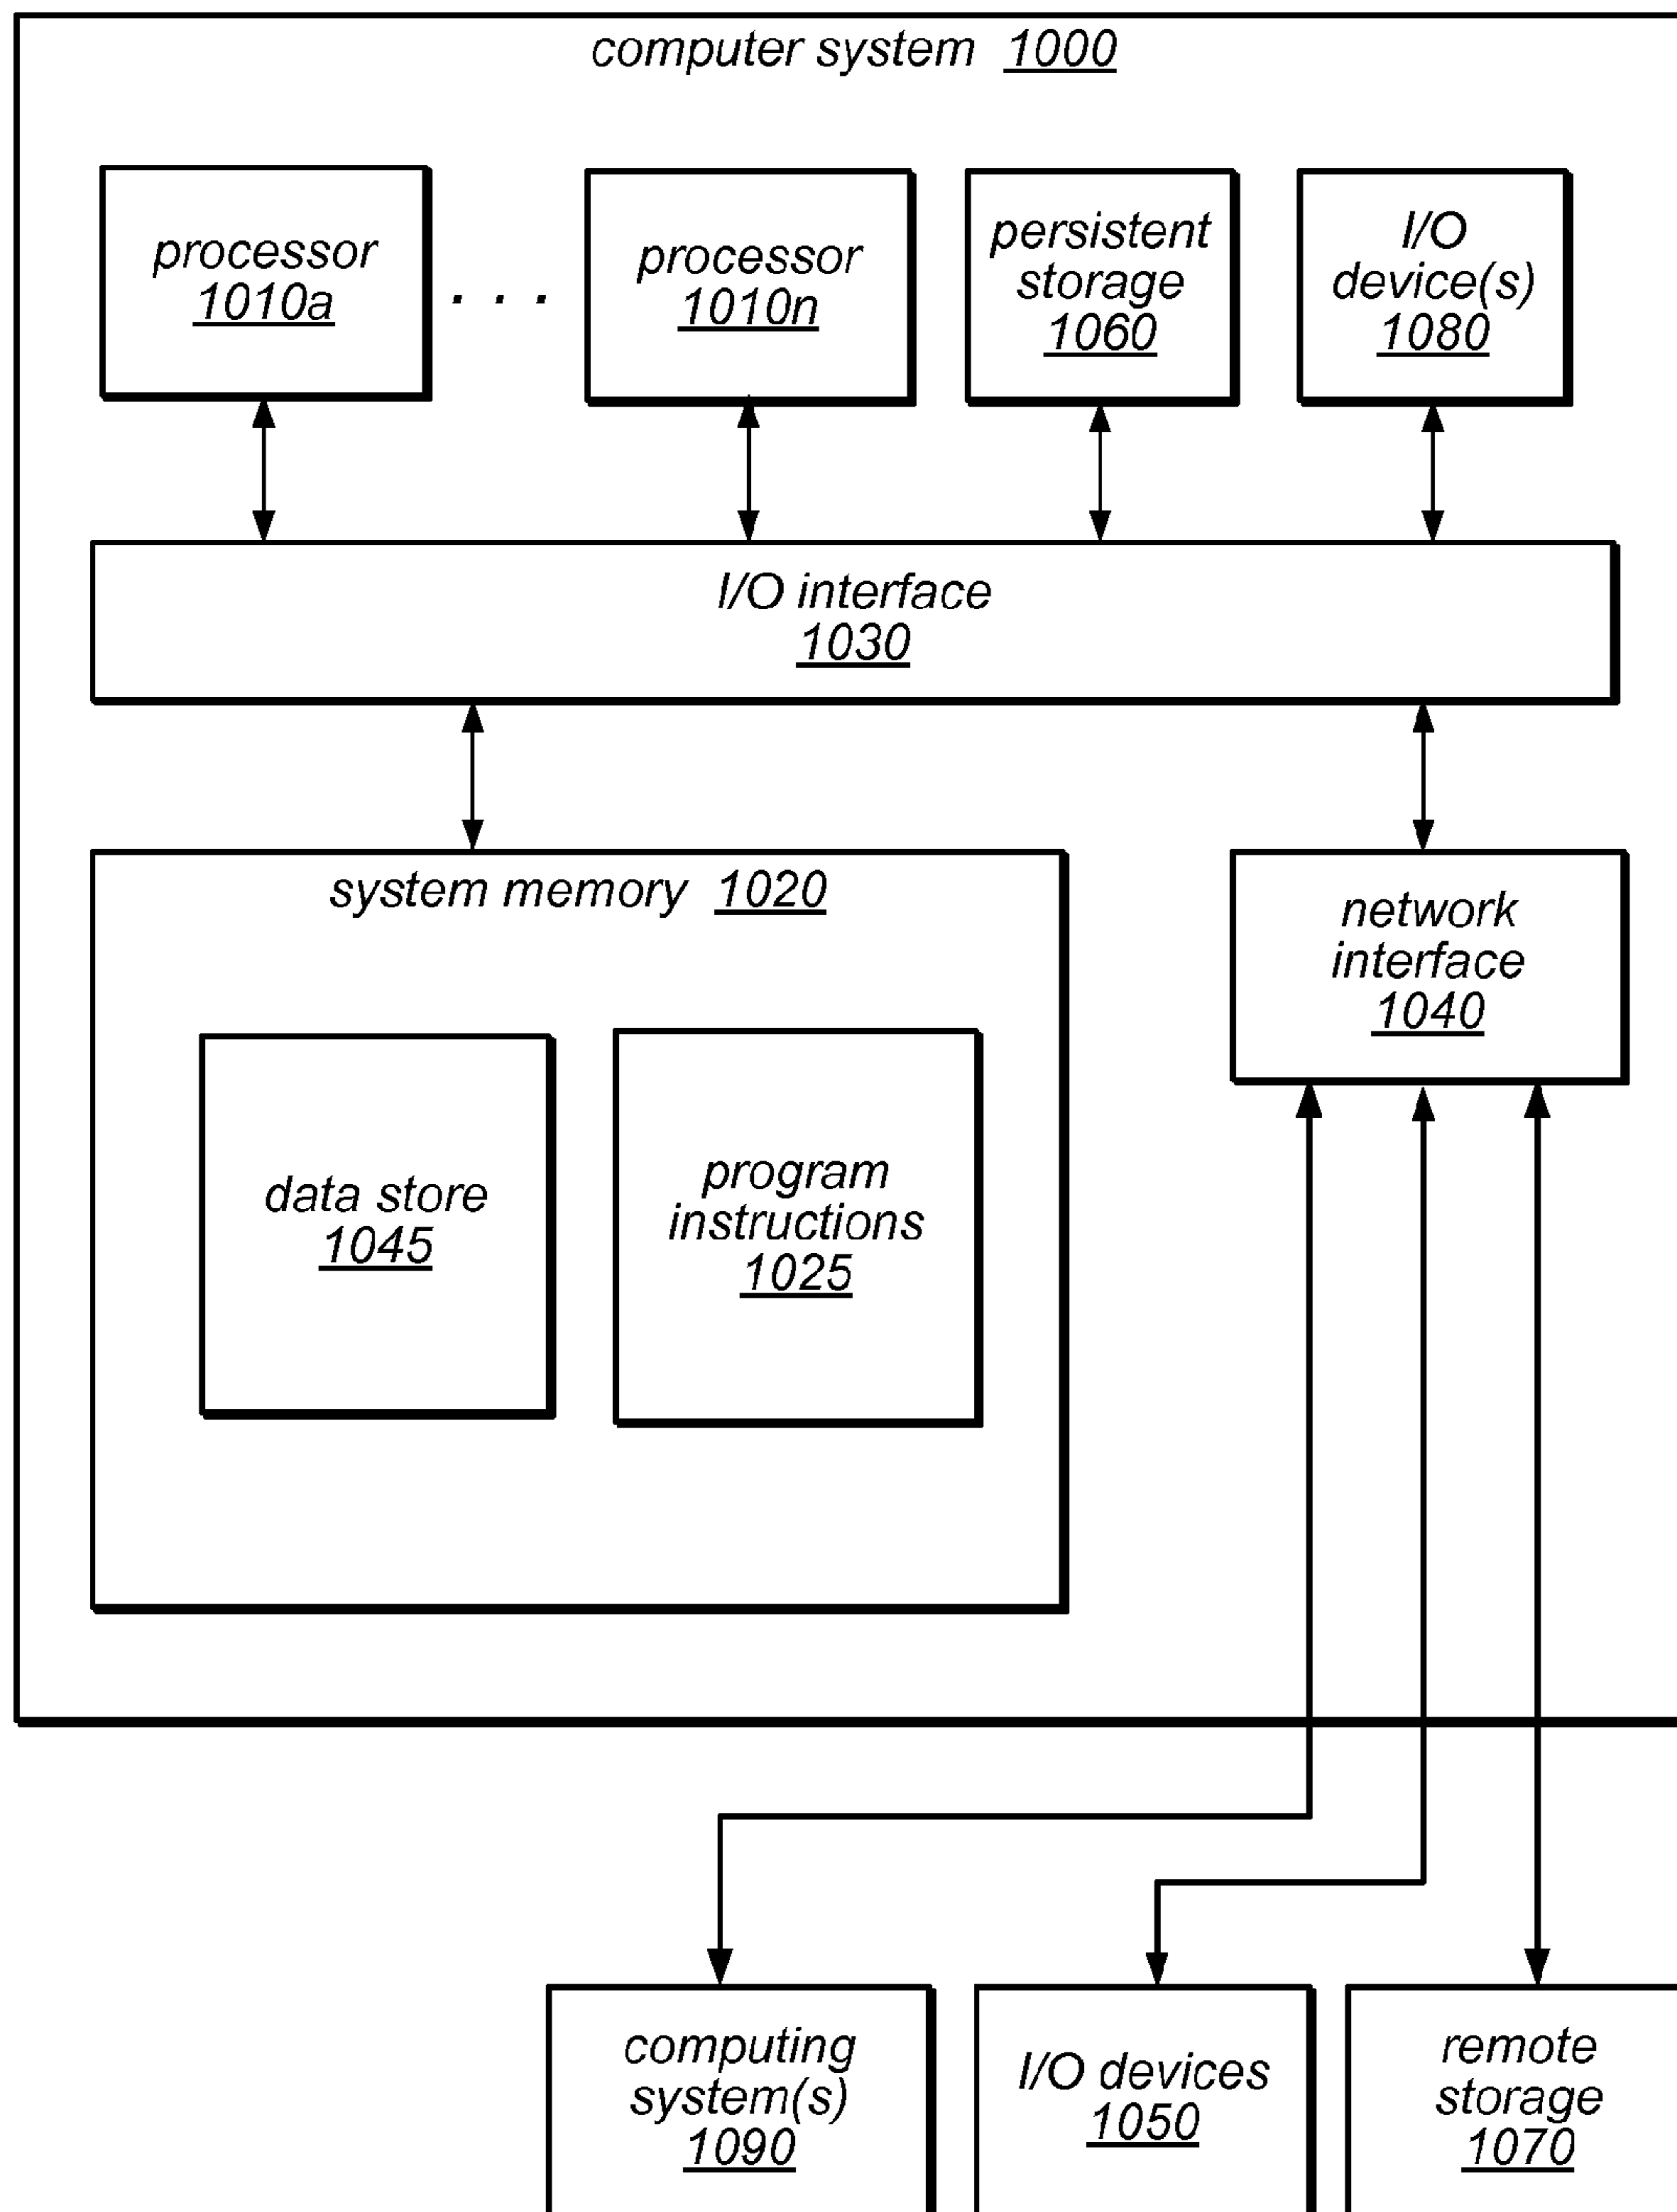 computer system 1000
processor
1010a
. . .
processor
1010n
persistent
storage
1060
I/O
device(s)
1080
I/O interface
1030
system memory 1020
data store
1045
program
instructions
1025
network
interface
1040
computing
system(s)
1090
I/O devices
1050
remote
storage
1070